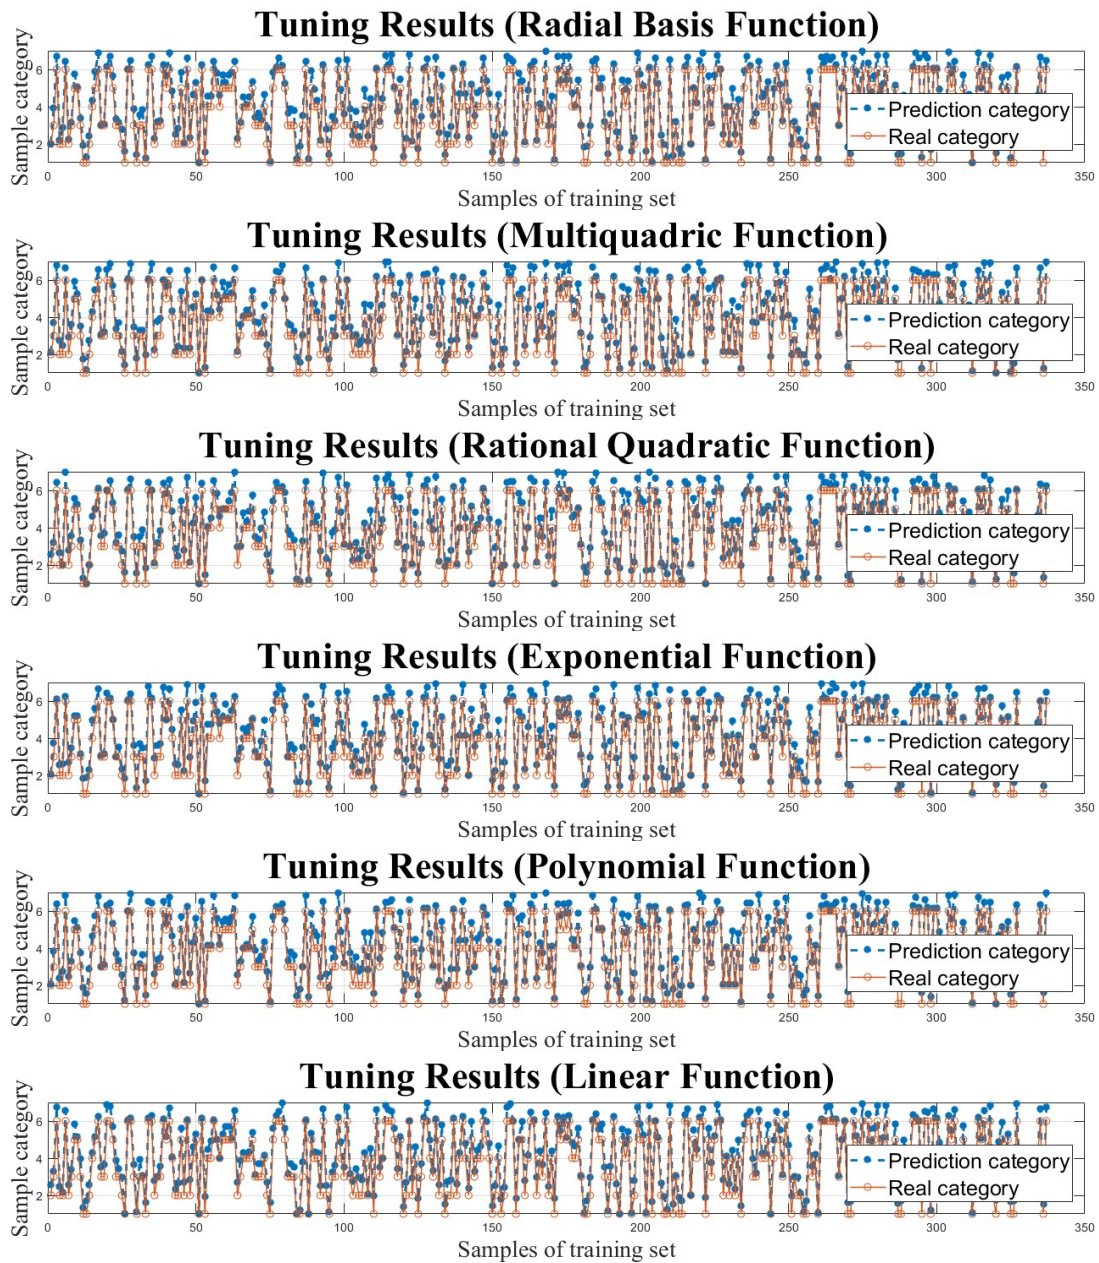 Tuning Results (Radial Basis Function)
Sample category
6
4
2
Prediction category
Real category
0 50 100 150 200 250 300 350
Samples of training set
Tuning Results (Multiquadric Function)
Sample category
6
4
2
Prediction category
Real category
0 50 100 150 200 250 300 350
Samples of training set
Tuning Results (Rational Quadratic Function)
Sample category
6
4
2
Prediction category
Real category
0 50 100 150 200 250 300 350
Samples of training set
Tuning Results (Exponential Function)
Sample category
6
4
2
Prediction category
Real category
0 50 100 150 200 250 300 350
Samples of training set
Tuning Results (Polynomial Function)
Sample category
6
4
2
Prediction category
Real category
0 50 100 150 200 250 300 350
Samples of training set
Tuning Results (Linear Function)
Sample category
6
4
2
Prediction category
Real category
0 50 100 150 200 250 300 350
Samples of training set